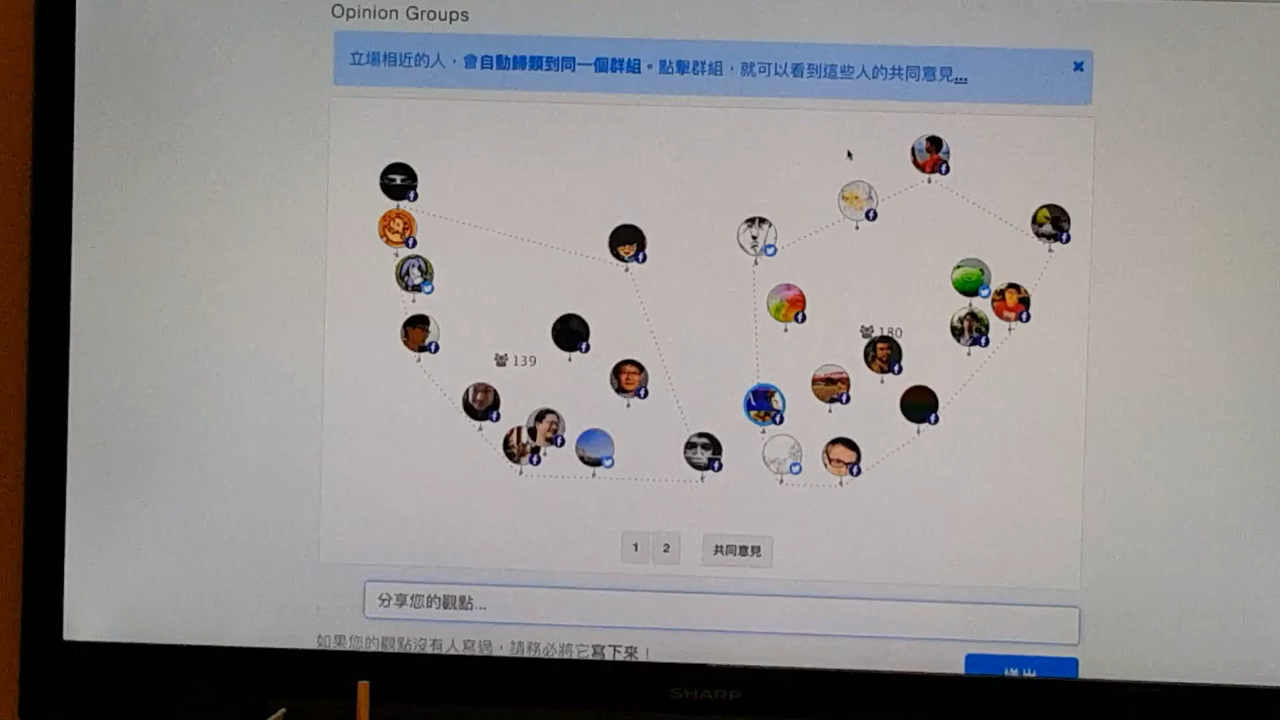 Opinion Groups
立場相近的人，會自動歸類到同一個群組。點擊群組，就可以看到這些人的共同意見...
139
180
1
2
共同意見
分享您的觀點...
如果您的觀點沒有人寫過，請務必將它寫下來！
送出
SHARP